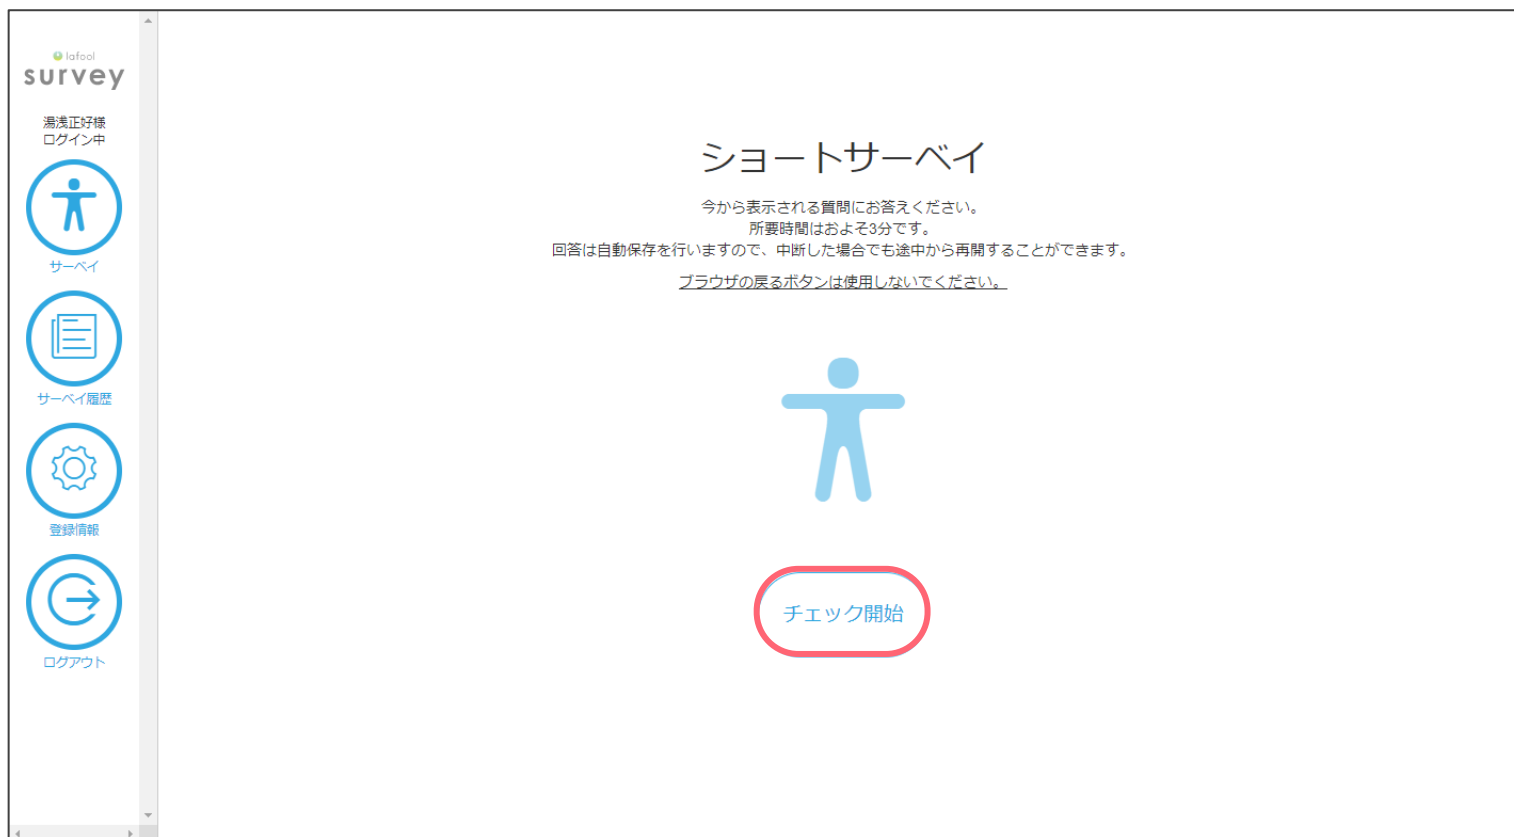 lafool
survey
湯浅正好様
ログイン中
サーベイ
サーベイ履歴
登録情報
ログアウト
ショートサーベイ
今から表示される質問にお答えください。
所要時間はおよそ3分です。
回答は自動保存を行いますので、中断した場合でも途中から再開することができます。
ブラウザの戻るボタンは使用しないでください。
チェック開始